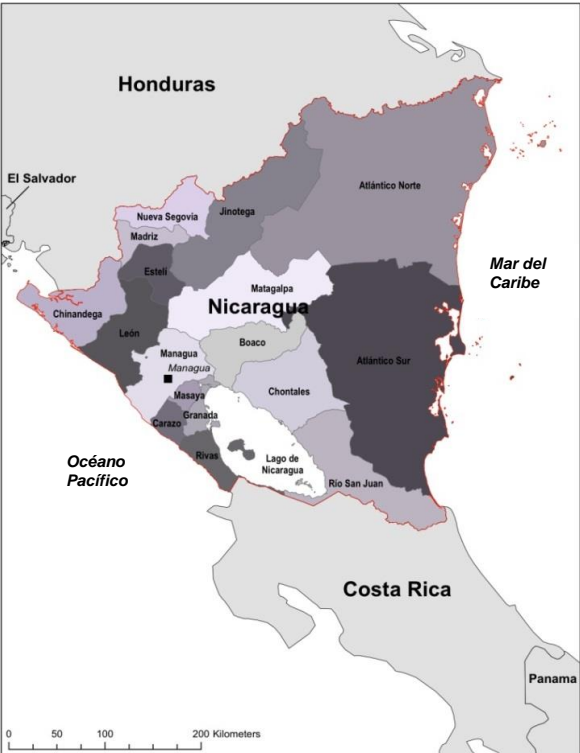 Honduras
El Salvador
Atlántico Norte
Nueva Segovia
Jinotega
Madriz
Estelí
Mar del
Caribe
Matagalpa
Nicaragua
Chinandega
León
Boaco
Managua
Atlántico Sur
Managua
Chontales
Masaya
Granada
Carazo
Rivas
Océano
Pacífico
Lago de
Nicaragua
Río San Juan
Costa Rica
Panama
0 50 100 200 Kilometers